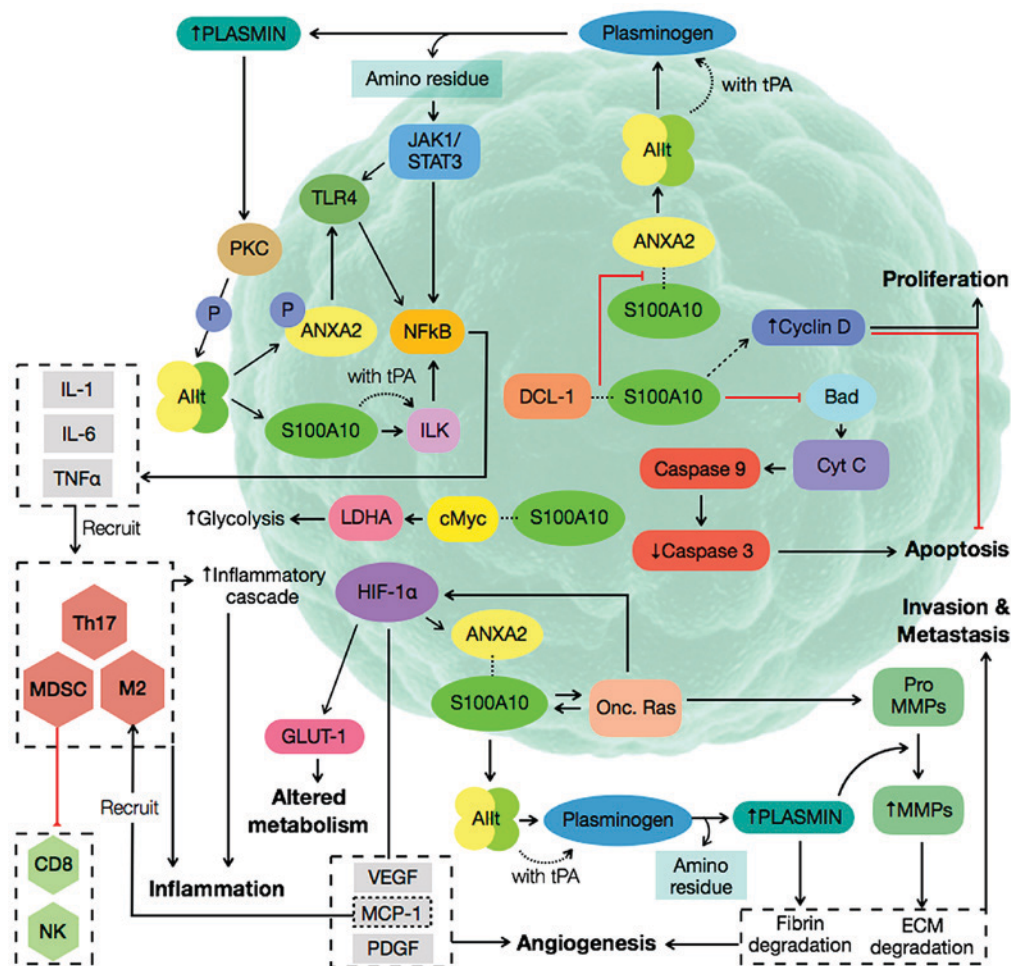 ↑PLASMIN
Plasminogen
Amino residue
with tPA
JAK1/
STAT3
AIIt
TLR4
PKC
ANXA2
P
P
ANXA2
NFkB
S100A10
Proliferation
↑Cyclin D
with tPA
AIIt
IL-1
DCL-1
S100A10
Bad
S100A10
ILK
IL-6
Caspase 9
Cyt C
TNFα
Recruit
↑Glycolysis
LDHA
cMyc
S100A10
↓Caspase 3
Apoptosis
↑Inflammatory
cascade
HIF-1α
Invasion &
Metastasis
Th17
ANXA2
MDSC
M2
S100A10
Onc. Ras
Pro
MMPs
GLUT-1
Recruit
Altered
metabolism
AIIt
Plasminogen
↑PLASMIN
↑MMPs
with tPA
Amino
residue
CD8
Inflammation
VEGF
MCP-1
NK
PDGF
Angiogenesis
Fibrin
degradation
ECM
degradation